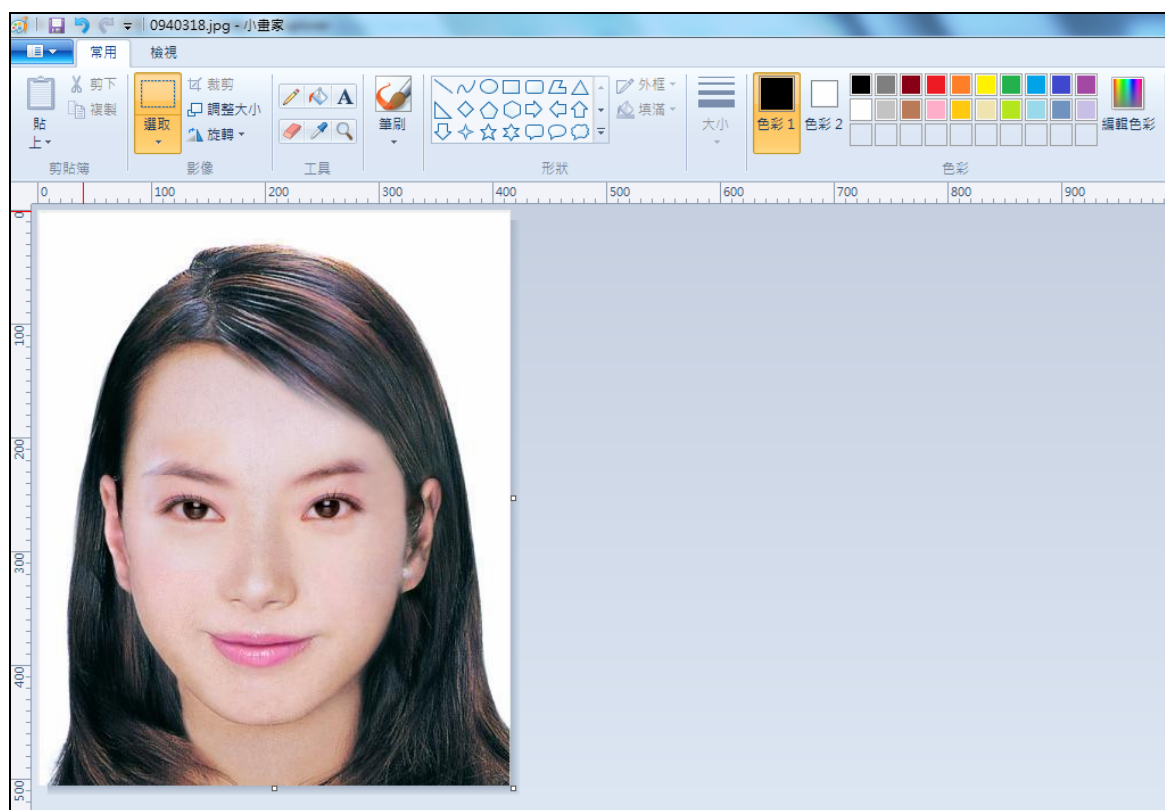 0940318.jpg - 小畫家
常用 檢視
剪下
複製
貼上
剪貼簿
選取
裁剪
調整大小
旋轉
影像
A
工具
筆刷
外框
填滿
形狀
大小
色彩 1
色彩 2
編輯色彩
色彩
0 100 200 300 400 500 600 700 800 900
0
100
200
300
400
500